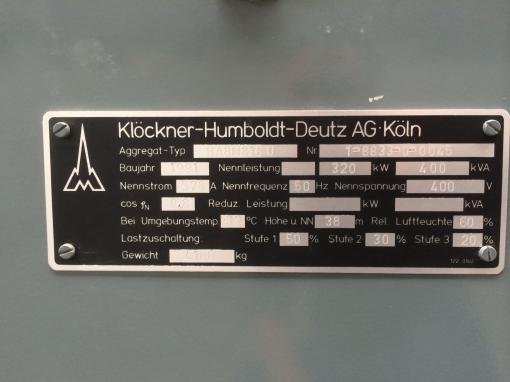 Klöckner-Humboldt-Deutz AG·Köln
Aggregat-Typ Nr.
Baujahr 1991 Nennleistung 320 kW 400 kVA
Nennstrom A Nennfrequenz 50 Hz Nennspannung 400 V
cos φN Reduz. Leistung kW kVA
Bei Umgebungstemp. °C Höhe ü. NN 38 m Rel. Luftfeuchte 60 %
Lastzuschaltung: Stufe 1 50 % Stufe 2 30 % Stufe 3 20 %
Gewicht kg